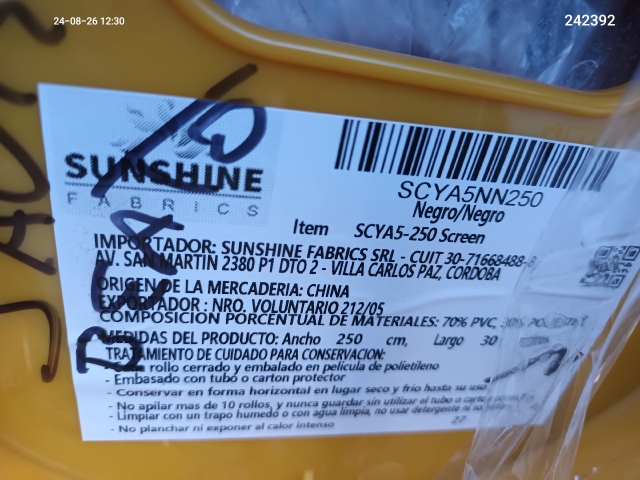 24-08-26 12:30
242392
SUNSHINE
FABRICS
SCYA5NN250
Negro/Negro
Item SCYA5-250 Screen
IMPORTADOR: SUNSHINE FABRICS SRL - CUIT 30-71668488-
AV. SAN MARTIN 2380 P1 DTO 2 - VILLA CARLOS PAZ, CORDOBA
ORIGEN DE LA MERCADERIA: CHINA
EXPORTADOR : NRO. VOLUNTARIO 212/05
COMPOSICIÓN PORCENTUAL DE MATERIALES: 70% PVC, 30% POLIESTER
MEDIDAS DEL PRODUCTO: Ancho 250 cm, Largo 30
TRATAMIENTO DE CUIDADO PARA CONSERVACION:
- Cada rollo cerrado y embalado en pelicula de polietileno
- Embasado con tubo o carton protector
- Conservar en forma horizontal en lugar seco y frio hasta su uso
- No apilar mas de 10 rollos, y nunca guardar sin utilizar el tubo o carton
- Limpiar con un trapo humedo o con agua limpia, no usar detergente ni
- No planchar ni exponer al calor intenso